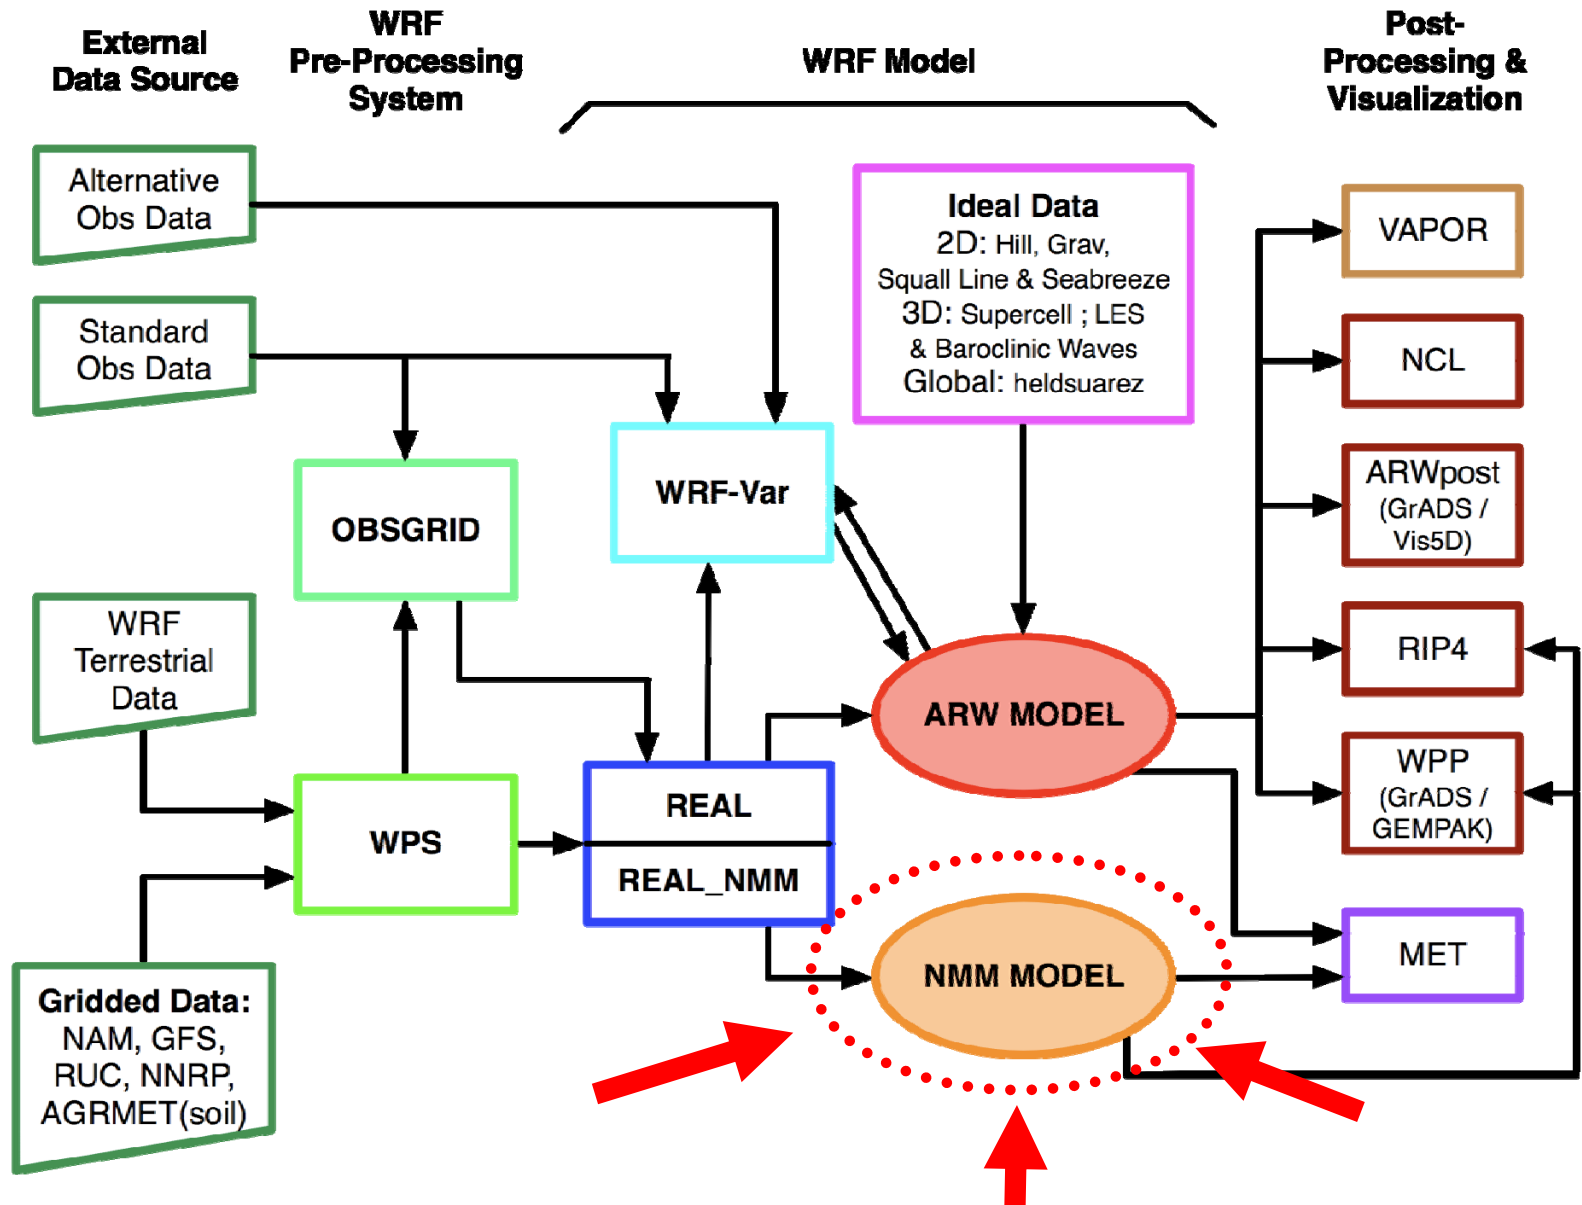 External
Data Source
WRF
Pre-Processing
System
WRF Model
Post-
Processing &
Visualization
Alternative
Obs Data
Standard
Obs Data
WRF
Terrestrial
Data
Gridded Data:
NAM, GFS,
RUC, NNRP,
AGRMET(soil)
OBSGRID
WPS
WRF-Var
REAL
REAL_NMM
Ideal Data
2D: Hill, Grav,
Squall Line & Seabreeze
3D: Supercell ; LES
& Baroclinic Waves
Global: heldsuarez
ARW MODEL
NMM MODEL
VAPOR
NCL
ARWpost
(GrADS /
Vis5D)
RIP4
WPP
(GrADS /
GEMPAK)
MET